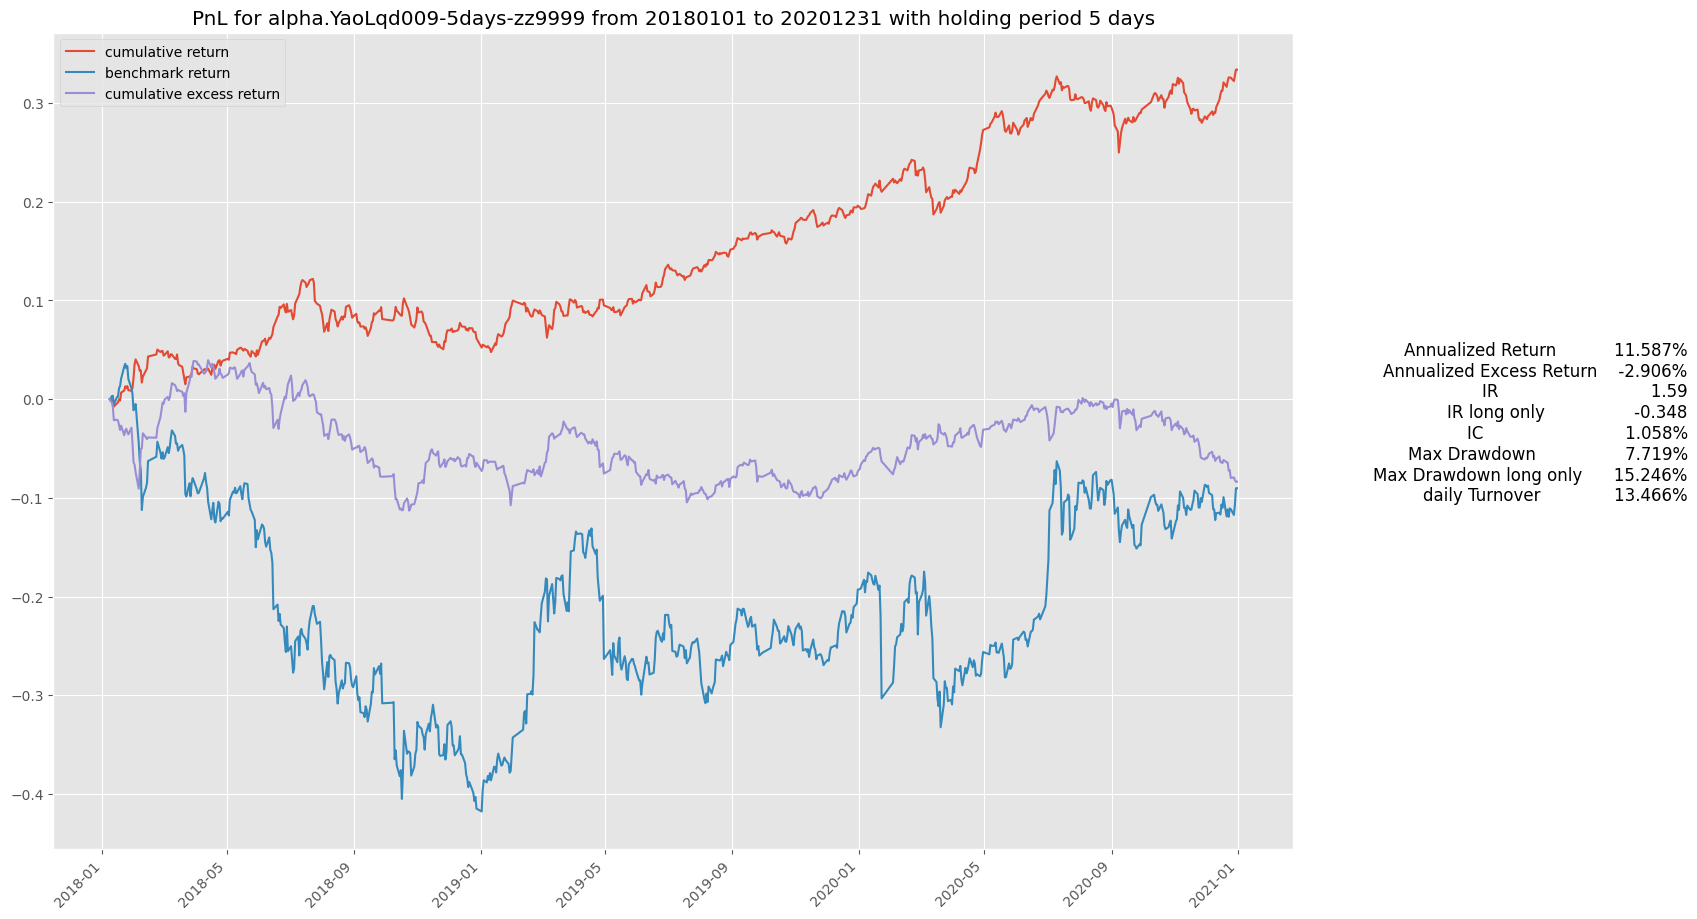 PnL for alpha.YaoLqd009-5days-zz9999 from 20180101 to 20201231 with holding period 5 days
cumulative return
benchmark return
cumulative excess return
0.3
0.2
0.1
0.0
−0.1
−0.2
−0.3
−0.4
2018-01
2018-05
2018-09
2019-01
2019-05
2019-09
2020-01
2020-05
2020-09
2021-01
Annualized Return 11.587%
Annualized Excess Return -2.906%
IR 1.59
IR long only -0.348
IC 1.058%
Max Drawdown 7.719%
Max Drawdown long only 15.246%
daily Turnover 13.466%